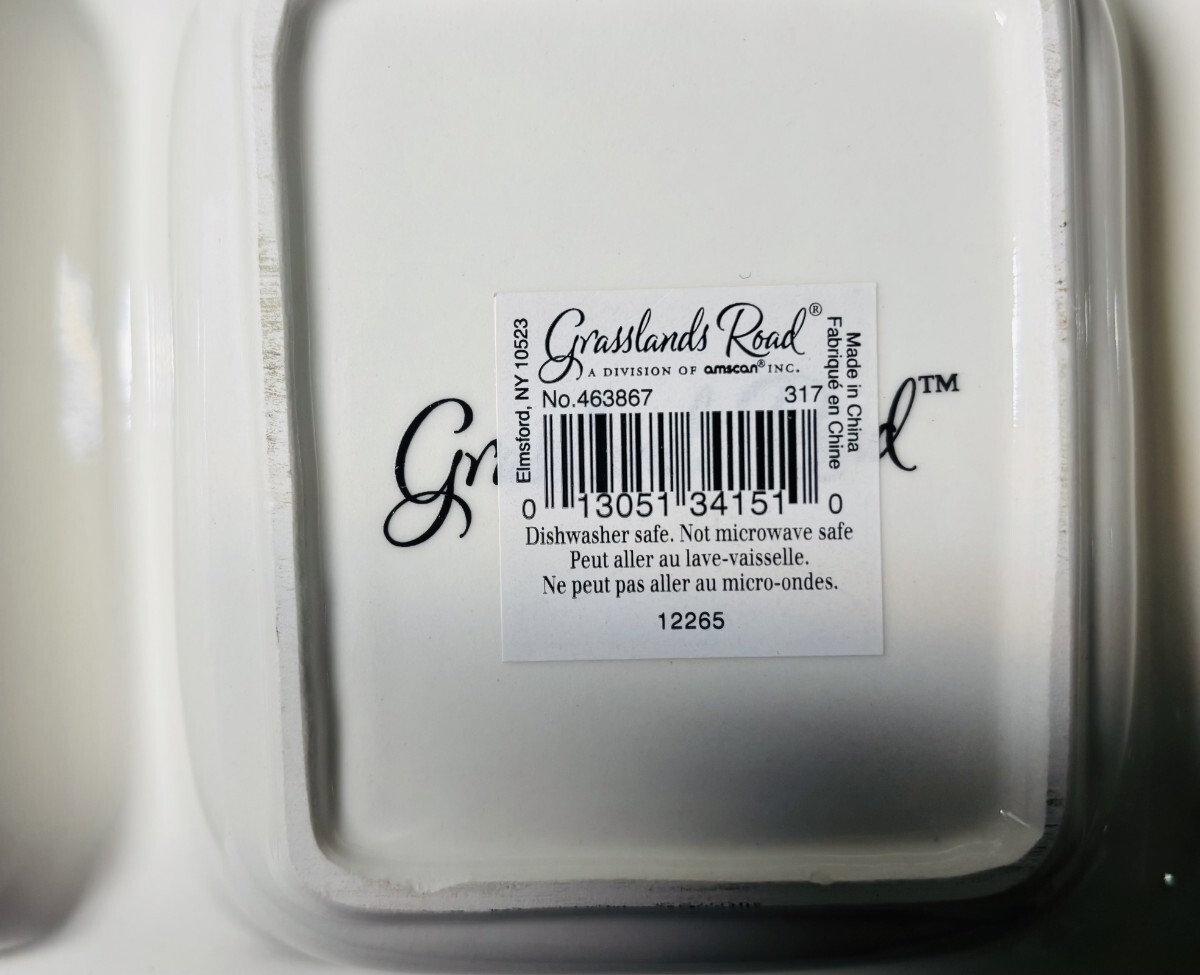 Grasslands Road®
A DIVISION OF amscan® INC.
No.463867 317
0 13051 34151 0
Dishwasher safe. Not microwave safe
Peut aller au lave-vaisselle.
Ne peut pas aller au micro-ondes.
12265
Elmsford, NY 10523
Made in China
Fabriqué en Chine
Gr
d™